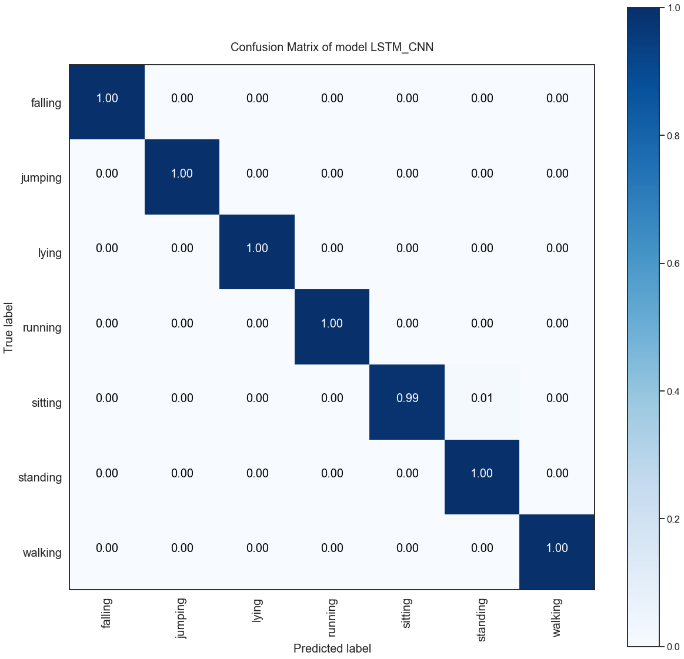 Confusion Matrix of model LSTM_CNN
True label
falling 1.00 0.00 0.00 0.00 0.00 0.00 0.00
jumping 0.00 1.00 0.00 0.00 0.00 0.00 0.00
lying 0.00 0.00 1.00 0.00 0.00 0.00 0.00
running 0.00 0.00 0.00 1.00 0.00 0.00 0.00
sitting 0.00 0.00 0.00 0.00 0.99 0.01 0.00
standing 0.00 0.00 0.00 0.00 0.00 1.00 0.00
walking 0.00 0.00 0.00 0.00 0.00 0.00 1.00
falling jumping lying running sitting standing walking
Predicted label
1.0
0.8
0.6
0.4
0.2
0.0